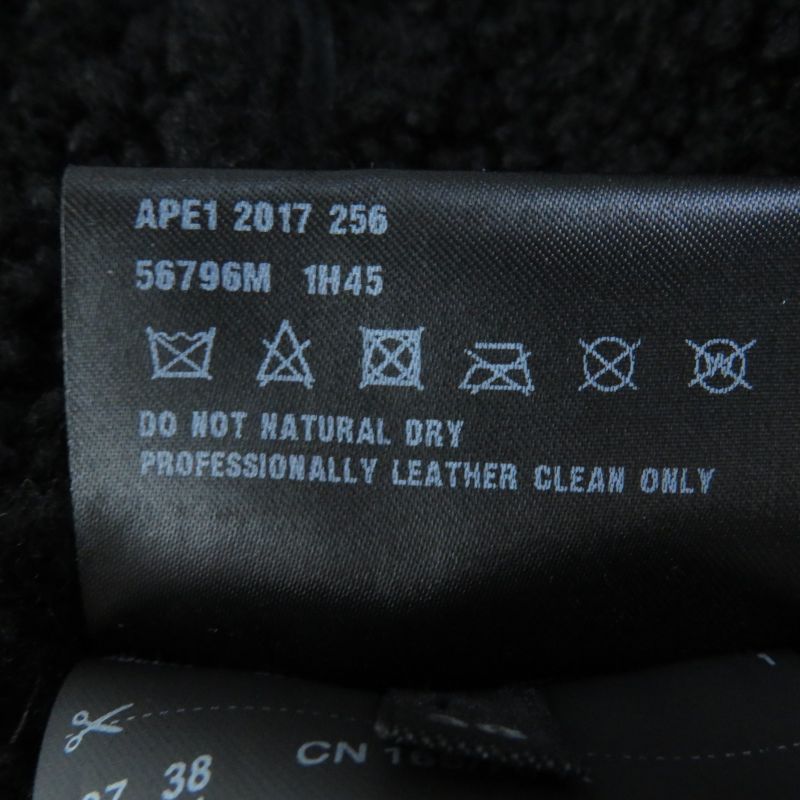 APE1 2017 256
56796M 1H45
DO NOT NATURAL DRY
PROFESSIONALLY LEATHER CLEAN ONLY
CN
38